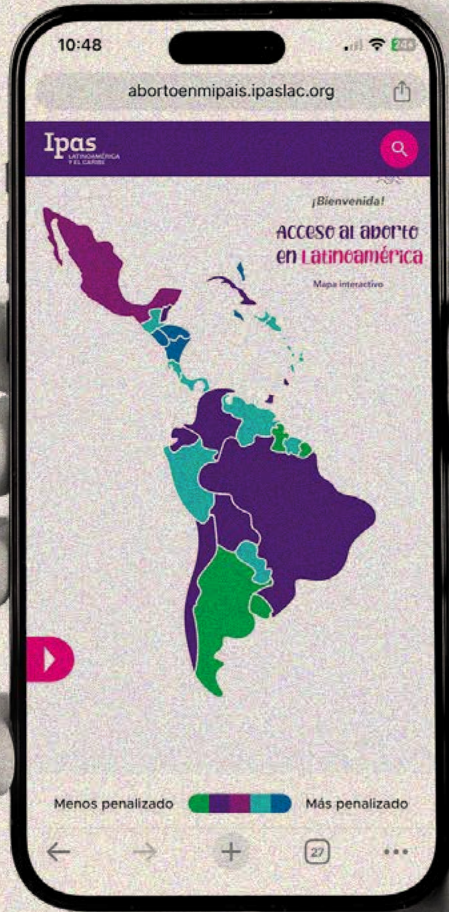 10:48
abortoenmipais.ipaslac.org
Ipas
LATINOAMÉRICA
Y EL CARIBE
¡Bienvenida!
Acceso al aborto
en Latinoamérica
Mapa interactivo
Menos penalizado
Más penalizado
27